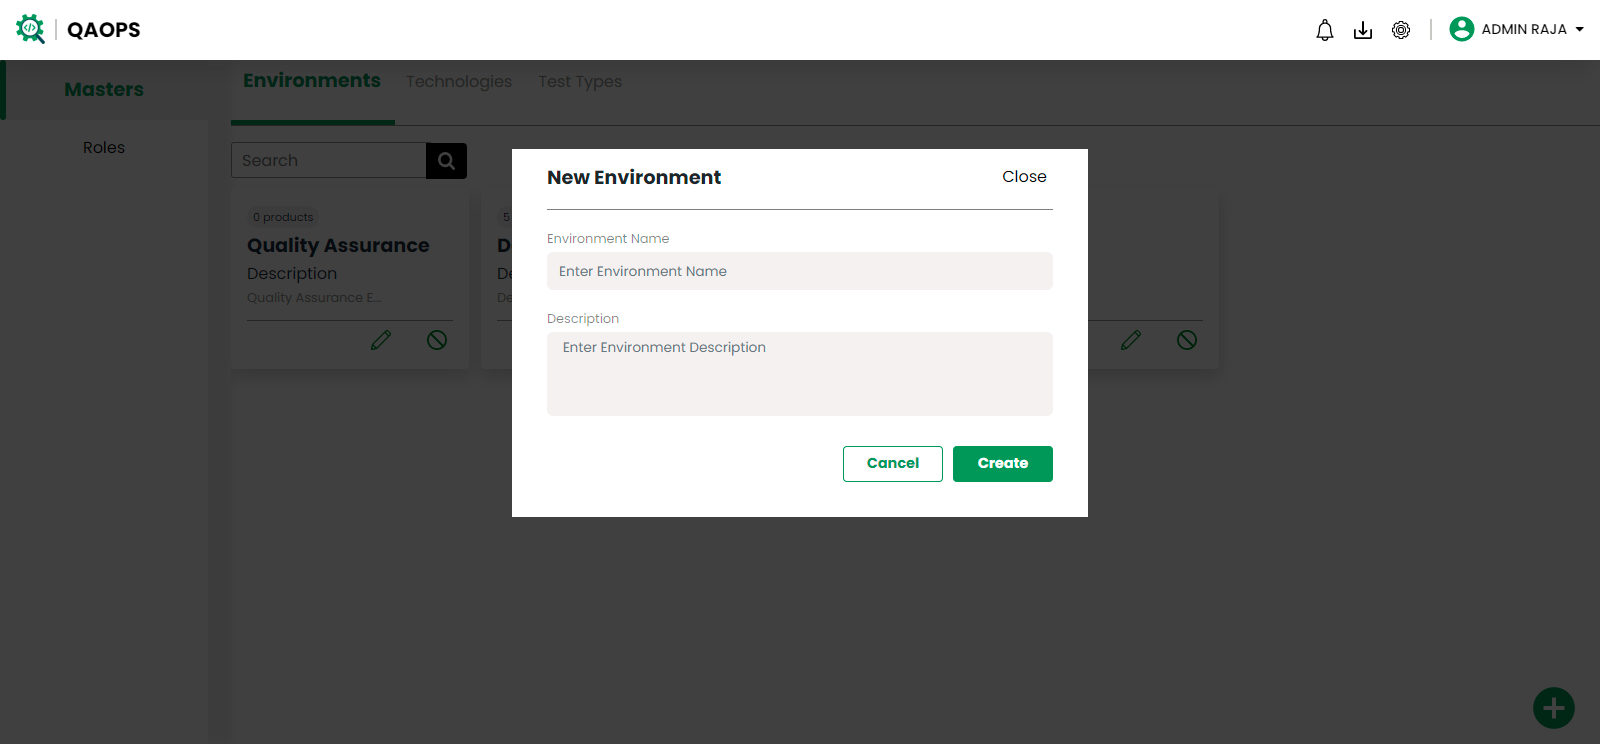 QAOPS
ADMIN RAJA
Masters
Roles
Environments Technologies Test Types
Search
0 products
Quality Assurance
Description
Quality Assurance E...
5
D
De
De
New Environment
Close
Environment Name
Enter Environment Name
Description
Enter Environment Description
Cancel
Create